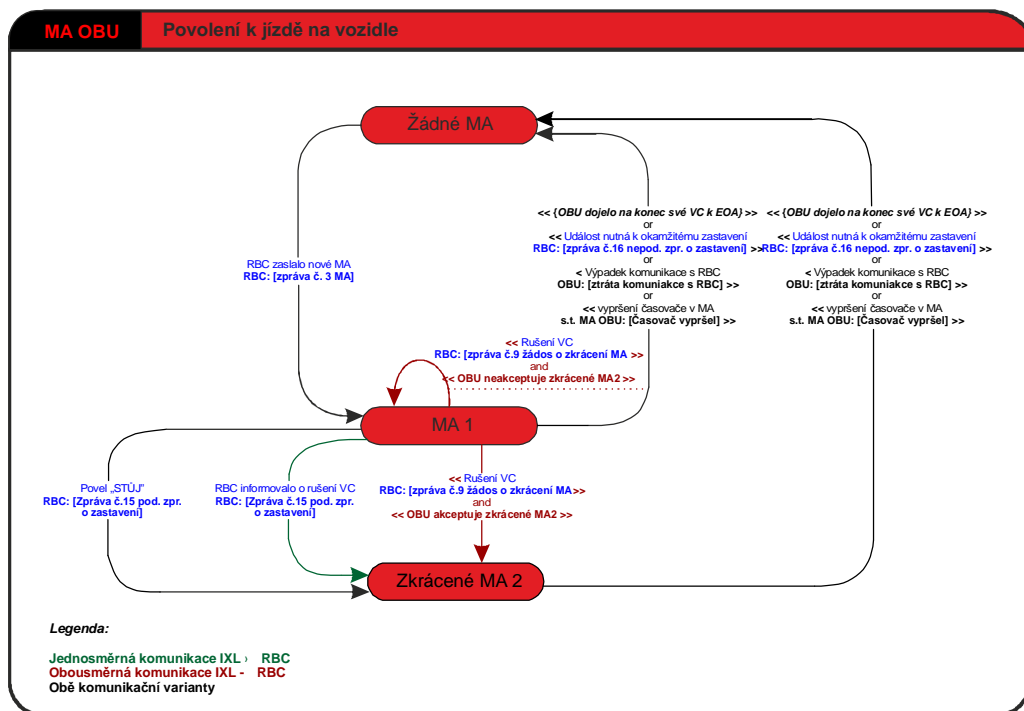 MA OBU
Povolení k jízdě na vozidle
Žádné MA
<< {OBU dojelo na konec své VC k EOA} >>
or
<< Událost nutná k okamžitému zastavení
RBC: [zpráva č.16 nepod. zpr. o zastavení] >>
or
< Výpadek komunikace s RBC
OBU: [ztráta komuniakce s RBC] >>
or
<< vypršení časovače v MA
s.t. MA OBU: [Časovač vypršel] >>
<< {OBU dojelo na konec své VC k EOA} >>
or
<< Událost nutná k okamžitému zastavení
RBC: [zpráva č.16 nepod. zpr. o zastavení] >>
or
< Výpadek komunikace s RBC
OBU: [ztráta komuniakce s RBC] >>
or
<< vypršení časovače v MA
s.t. MA OBU: [Časovač vypršel] >>
RBC zaslalo nové MA
RBC: [zpráva č. 3 MA]
<< Rušení VC
RBC: [zpráva č.9 žádos o zkrácení MA >>
and
<< OBU neakceptuje zkrácené MA2 >>
MA 1
Povel „STŮJ"
RBC: [Zpráva č.15 pod. zpr.
o zastavení]
RBC informovalo o rušení VC
RBC: [Zpráva č.15 pod. zpr.
o zastavení]
<< Rušení VC
RBC: [zpráva č.9 žádos o zkrácení MA>>
and
<< OBU akceptuje zkrácené MA2 >>
Zkrácené MA 2
Legenda:
Jednosměrná komunikace IXL › RBC
Obousměrná komunikace IXL - RBC
Obě komunikační varianty